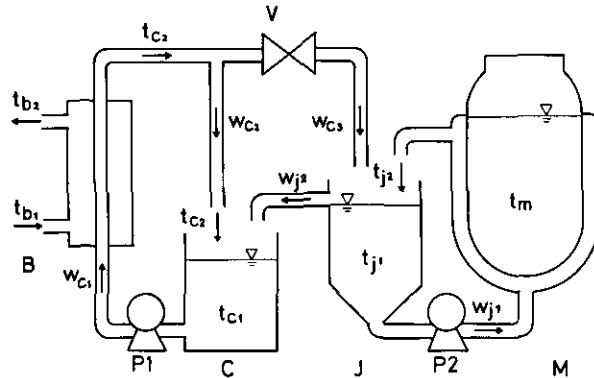 V
t_c2
t_b2
w_c2
w_c3
t_j2
w_j2
t_m
t_b1
t_c2
t_j1
B
w_c1
t_c1
w_j1
P1
C
J
P2
M